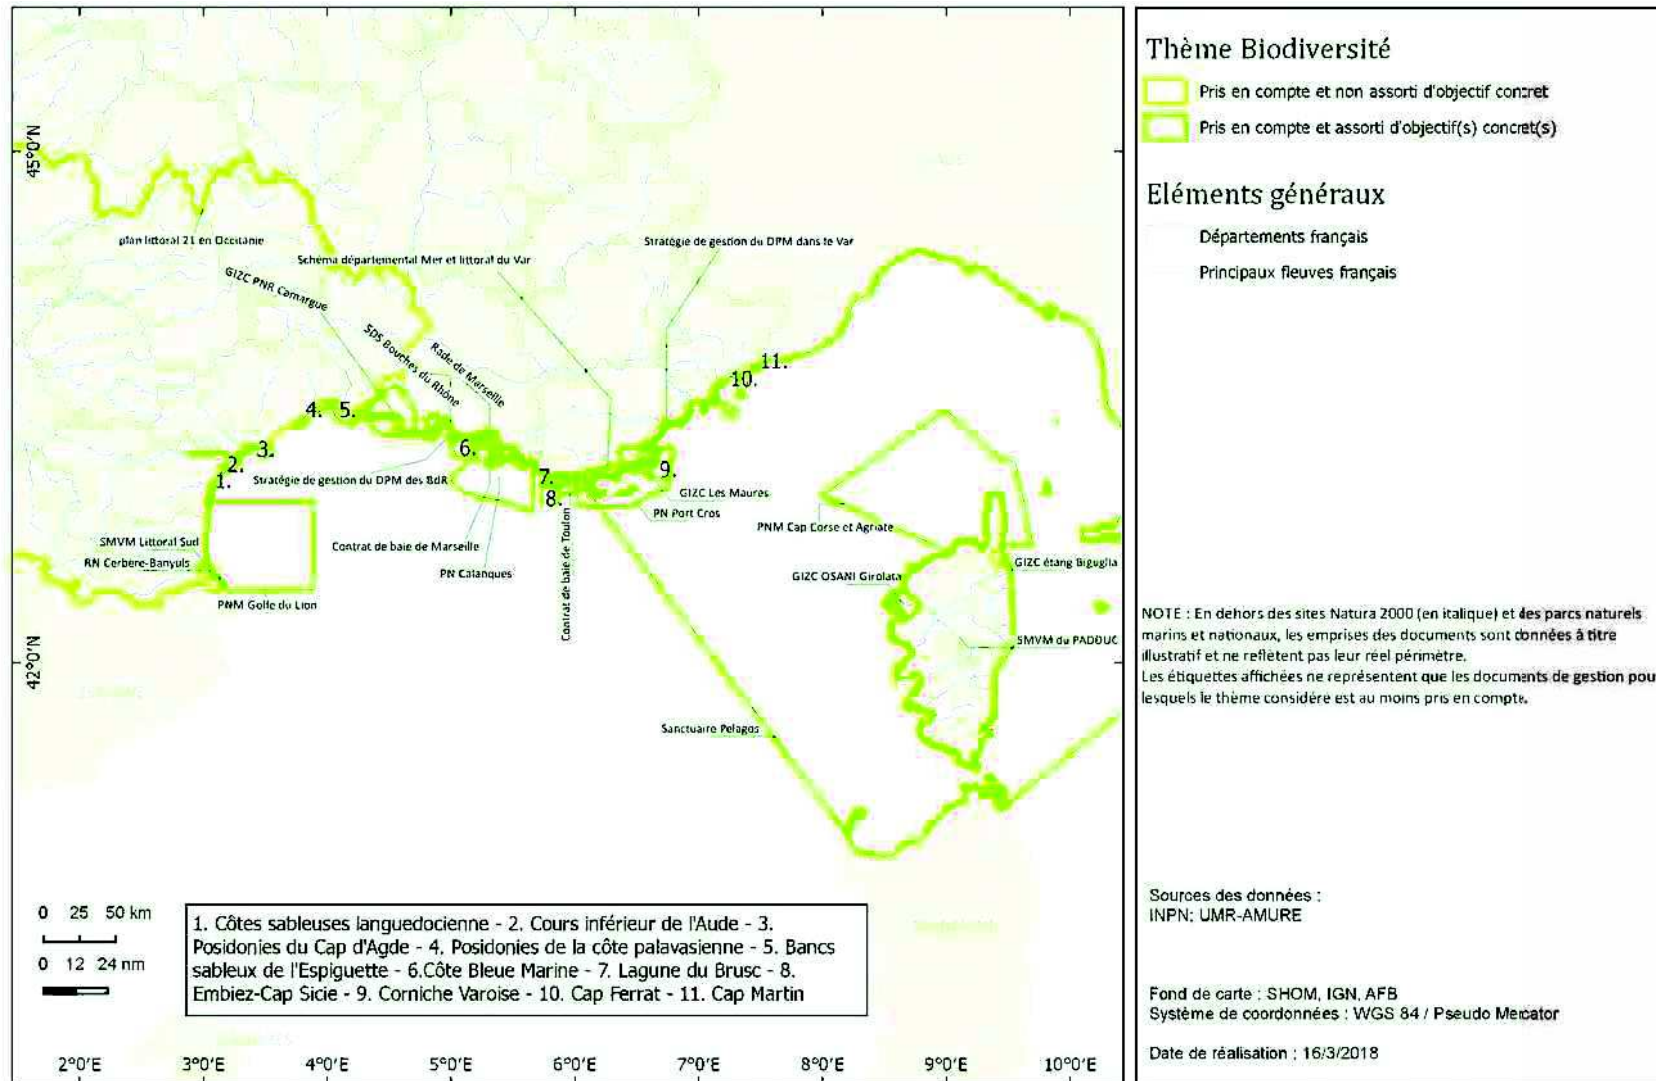 Thème Biodiversité
Pris en compte et non assorti d'objectif concret
Pris en compte et assorti d'objectif(s) concret(s)
Eléments généraux
Départements français
Principaux fleuves français
45°0'N
42°0'N
plan littoral 21 en Occitanie
Schéma départemental Mer et littoral du Var
Stratégie de gestion du DPM dans le Var
GIZC PNR Camargue
SDS Bouches du Rhône
Rade de Marseille
11.
10.
4.
5.
3.
6.
2.
1.
7.
9.
8.
Stratégie de gestion du DPM des BdR
GIZC Les Maures
PN Port Cros
PNM Cap Corse et Agriate
SMVM Littoral Sud
RN Cerbère-Banyuls
Contrat de baie de Marseille
PN Calanques
Contrat de baie de Toulon
GIZC OSANI Girolata
GIZC étang Biguglia
PNM Golfe du Lion
SMVM du PADDUC
Sanctuaire Pelagos
NOTE : En dehors des sites Natura 2000 (en italique) et des parcs naturels
marins et nationaux, les emprises des documents sont données à titre
illustratif et ne reflètent pas leur réel périmètre.
Les étiquettes affichées ne représentent que les documents de gestion pou
lesquels le thème considéré est au moins pris en compte.
0 25 50 km
0 12 24 nm
1. Côtes sableuses languedocienne - 2. Cours inférieur de l'Aude - 3.
Posidonies du Cap d'Agde - 4. Posidonies de la côte palavasienne - 5. Bancs
sableux de l'Espiguette - 6.Côte Bleue Marine - 7. Lagune du Brusc - 8.
Embiez-Cap Sicie - 9. Corniche Varoise - 10. Cap Ferrat - 11. Cap Martin
2°0'E 3°0'E 4°0'E 5°0'E 6°0'E 7°0'E 8°0'E 9°0'E 10°0'E
Sources des données :
INPN; UMR-AMURE
Fond de carte : SHOM, IGN, AFB
Système de coordonnées : WGS 84 / Pseudo Mercator
Date de réalisation : 16/3/2018